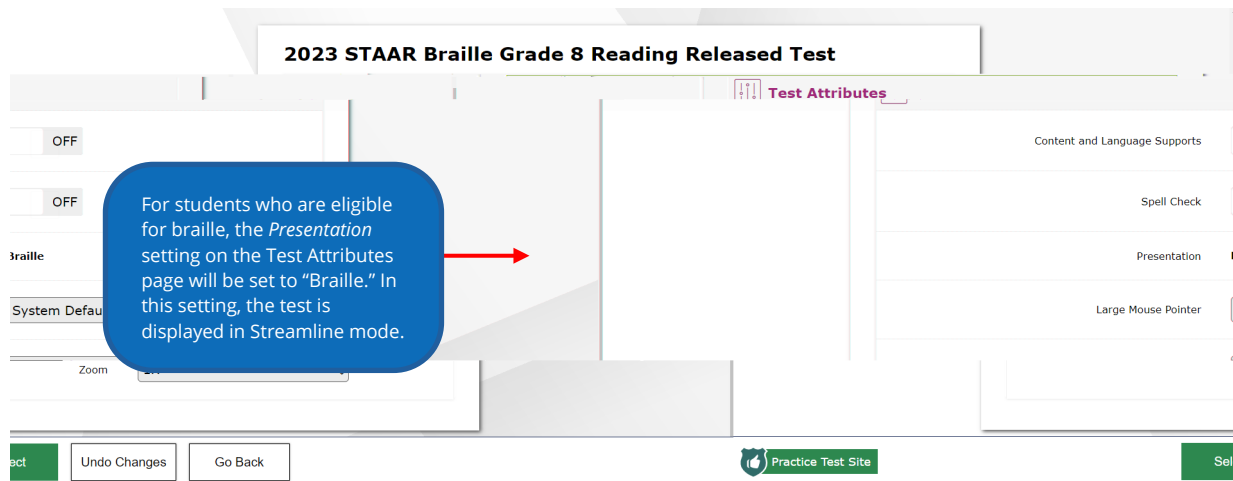 2023 STAAR Braille Grade 8 Reading Released Test
Test Attributes
OFF
Content and Language Supports
OFF
Spell Check
For students who are eligible
for braille, the Presentation
setting on the Test Attributes
page will be set to “Braille.” In
this setting, the test is
displayed in Streamline mode.
Braille
Presentation
System Defau
Large Mouse Pointer
Zoom
ect
Undo Changes
Go Back
Practice Test Site
Sel